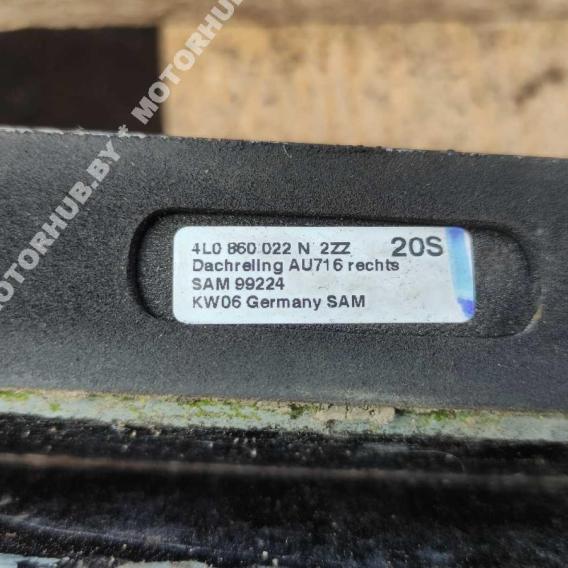 MOTORHUB.BY * MOTORHUB
4L0 860 022 N 2ZZ 20S
Dachreling AU716 rechts
SAM 99224
KW06 Germany SAM